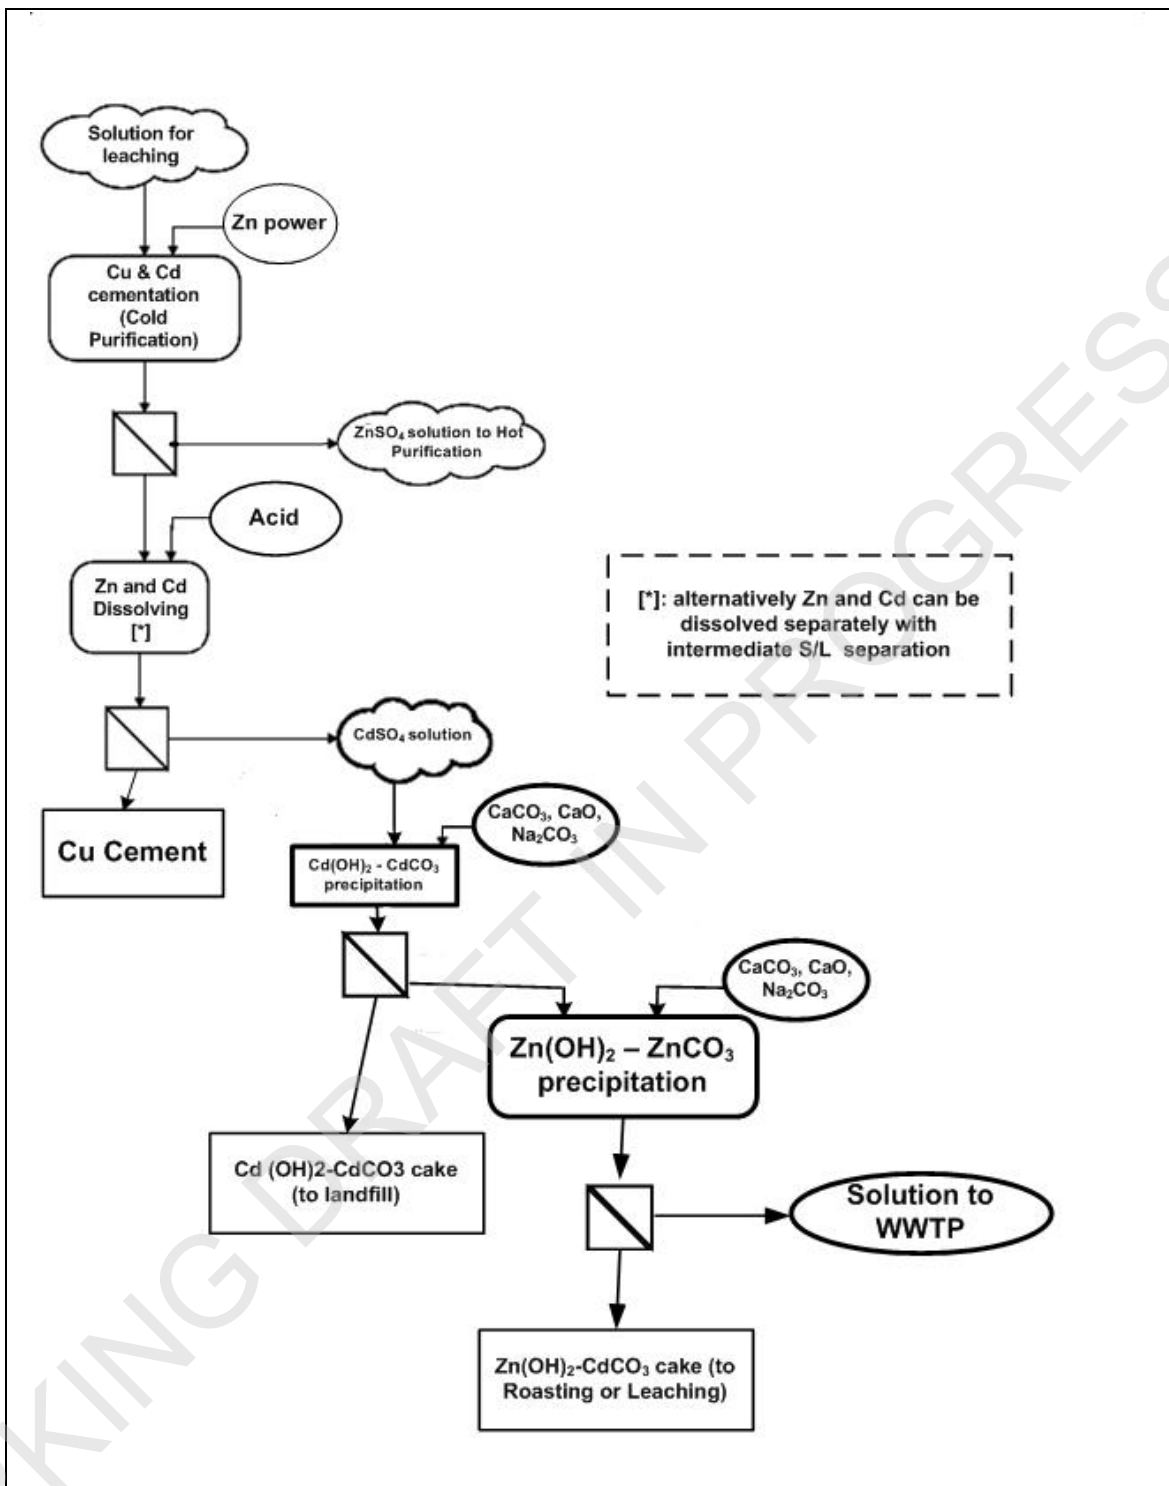 Solution for
leaching
Zn power
Cu & Cd
cementation
(Cold
Purification)
ZnSO₄ solution to Hot
Purification
Acid
Zn and Cd
Dissolving
[*]
[*]: alternatively Zn and Cd can be
dissolved separately with
intermediate S/L separation
CdSO₄ solution
Cu Cement
CaCO₃, CaO,
Na₂CO₃
Cd(OH)₂ - CdCO₃
precipitation
CaCO₃, CaO,
Na₂CO₃
Zn(OH)₂ – ZnCO₃
precipitation
Cd (OH)2-CdCO3 cake
(to landfill)
Solution to
WWTP
Zn(OH)₂-CdCO₃ cake (to
Roasting or Leaching)
KING DRAFT IN PROGRESS